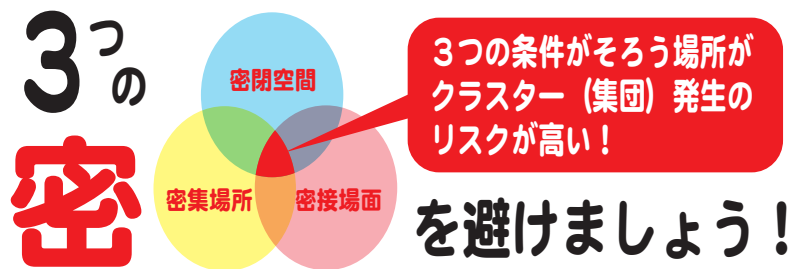 ３つの
密
密閉空間
密集場所
密接場面
３つの条件がそろう場所が
クラスター（集団）発生の
リスクが高い！
を避けましょう！